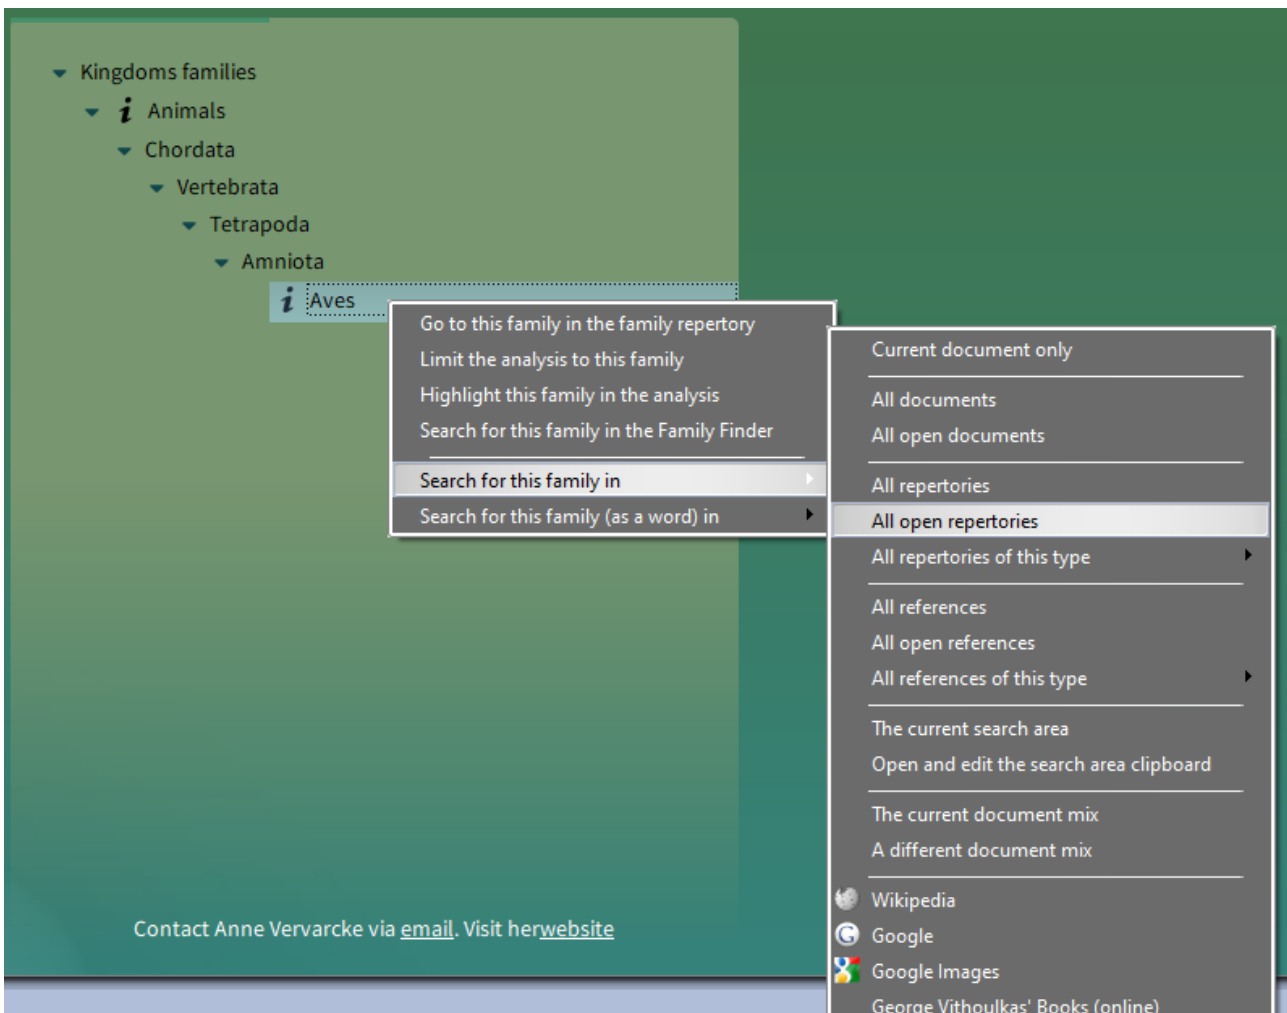 Kingdoms families
i Animals
Chordata
Vertebrata
Tetrapoda
Amniota
i Aves
Go to this family in the family repertory
Limit the analysis to this family
Highlight this family in the analysis
Search for this family in the Family Finder
Search for this family in
Search for this family (as a word) in
Current document only
All documents
All open documents
All repertories
All open repertories
All repertories of this type
All references
All open references
All references of this type
The current search area
Open and edit the search area clipboard
The current document mix
A different document mix
Wikipedia
G Google
Google Images
George Vithoulkas' Books (online)
Contact Anne Vervarcke via email. Visit herwebsite